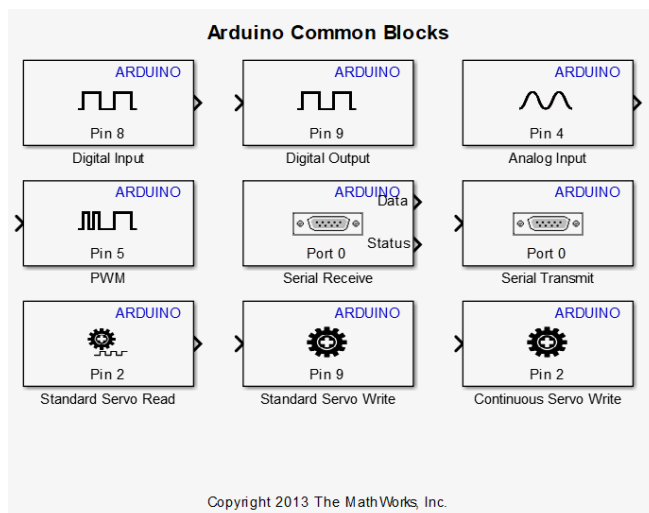 Arduino Common Blocks
ARDUINO
Pin 8
Digital Input
ARDUINO
Pin 9
Digital Output
ARDUINO
Pin 4
Analog Input
ARDUINO
Pin 5
PWM
ARDUINO
Data
Status
Port 0
Serial Receive
ARDUINO
Port 0
Serial Transmit
ARDUINO
Pin 2
Standard Servo Read
ARDUINO
Pin 9
Standard Servo Write
ARDUINO
Pin 2
Continuous Servo Write
Copyright 2013 The MathWorks, Inc.